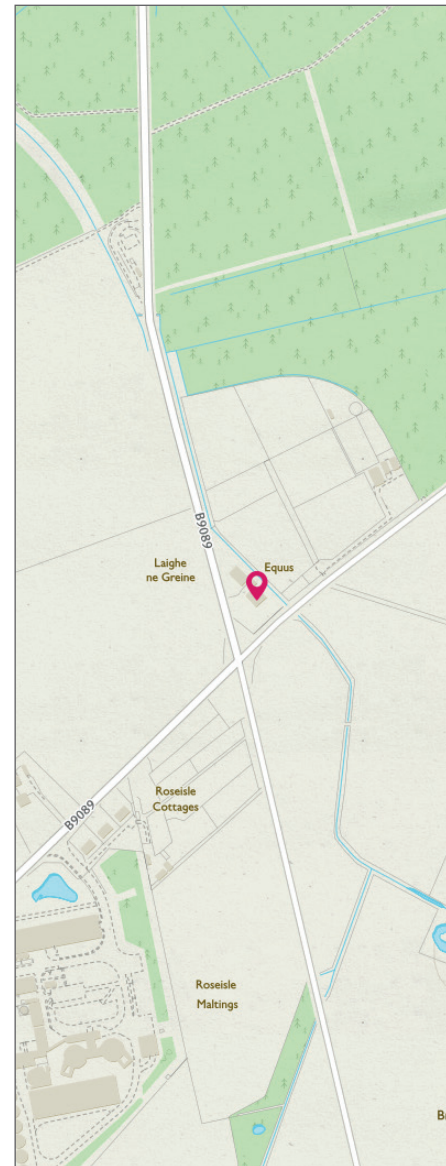 B9089
Laighe
ne Greine
Equus
B9089
Roseisle
Cottages
Roseisle
Maltings
B